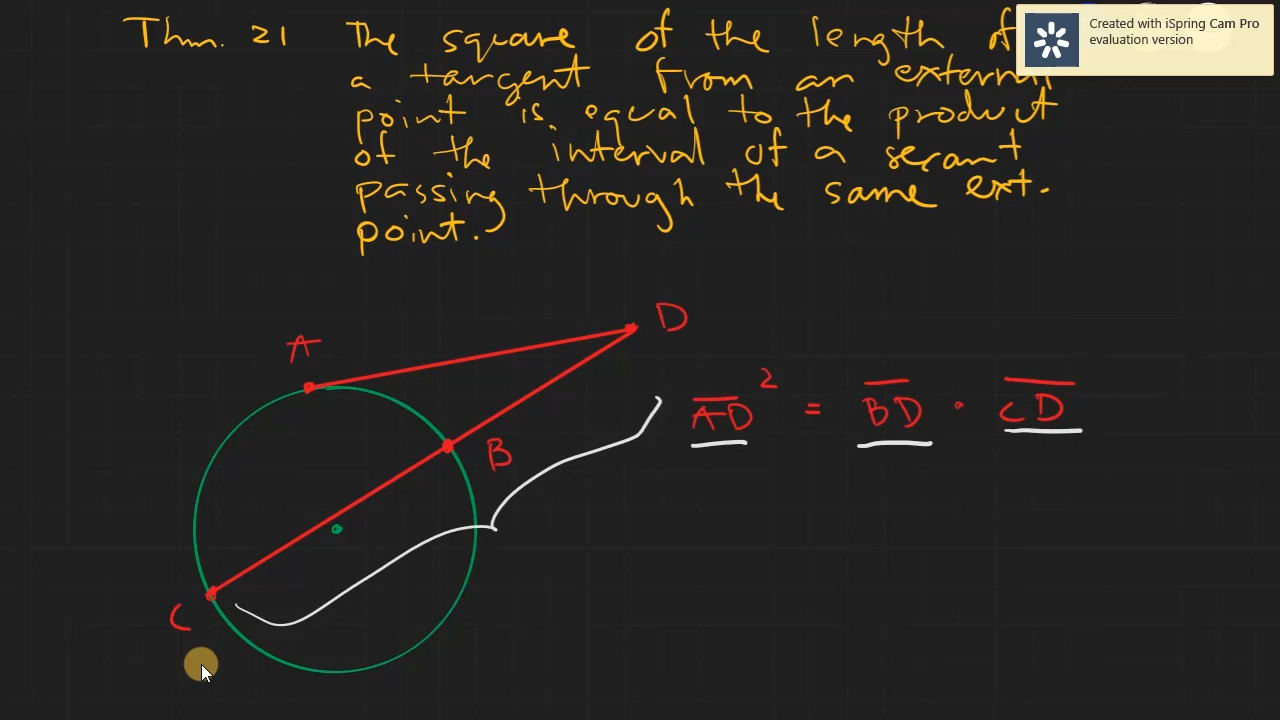 Thm. 21 The square of the length of
a tangent from an external
point is equal to the product
of the interval of a secant
passing through the same ext.
point.
Created with iSpring Cam Pro
evaluation version
D
A
AD² = BD · CD
B
C